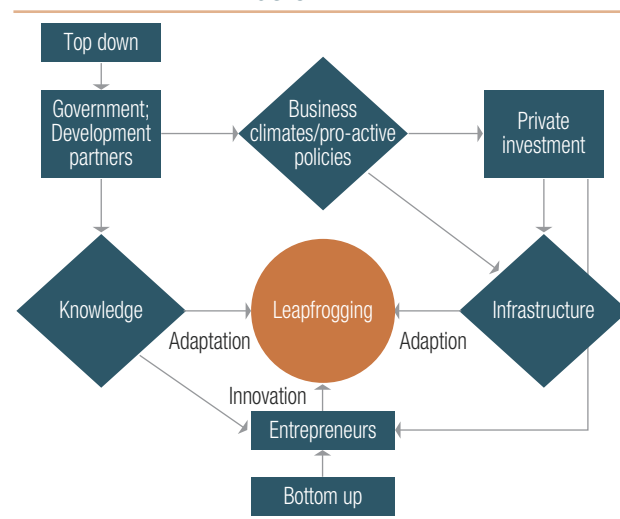 Top down
Government;
Development
partners
Business
climates/pro-active
policies
Private
investment
Knowledge
Leapfrogging
Infrastructure
Adaptation
Adaption
Innovation
Entrepreneurs
Bottom up